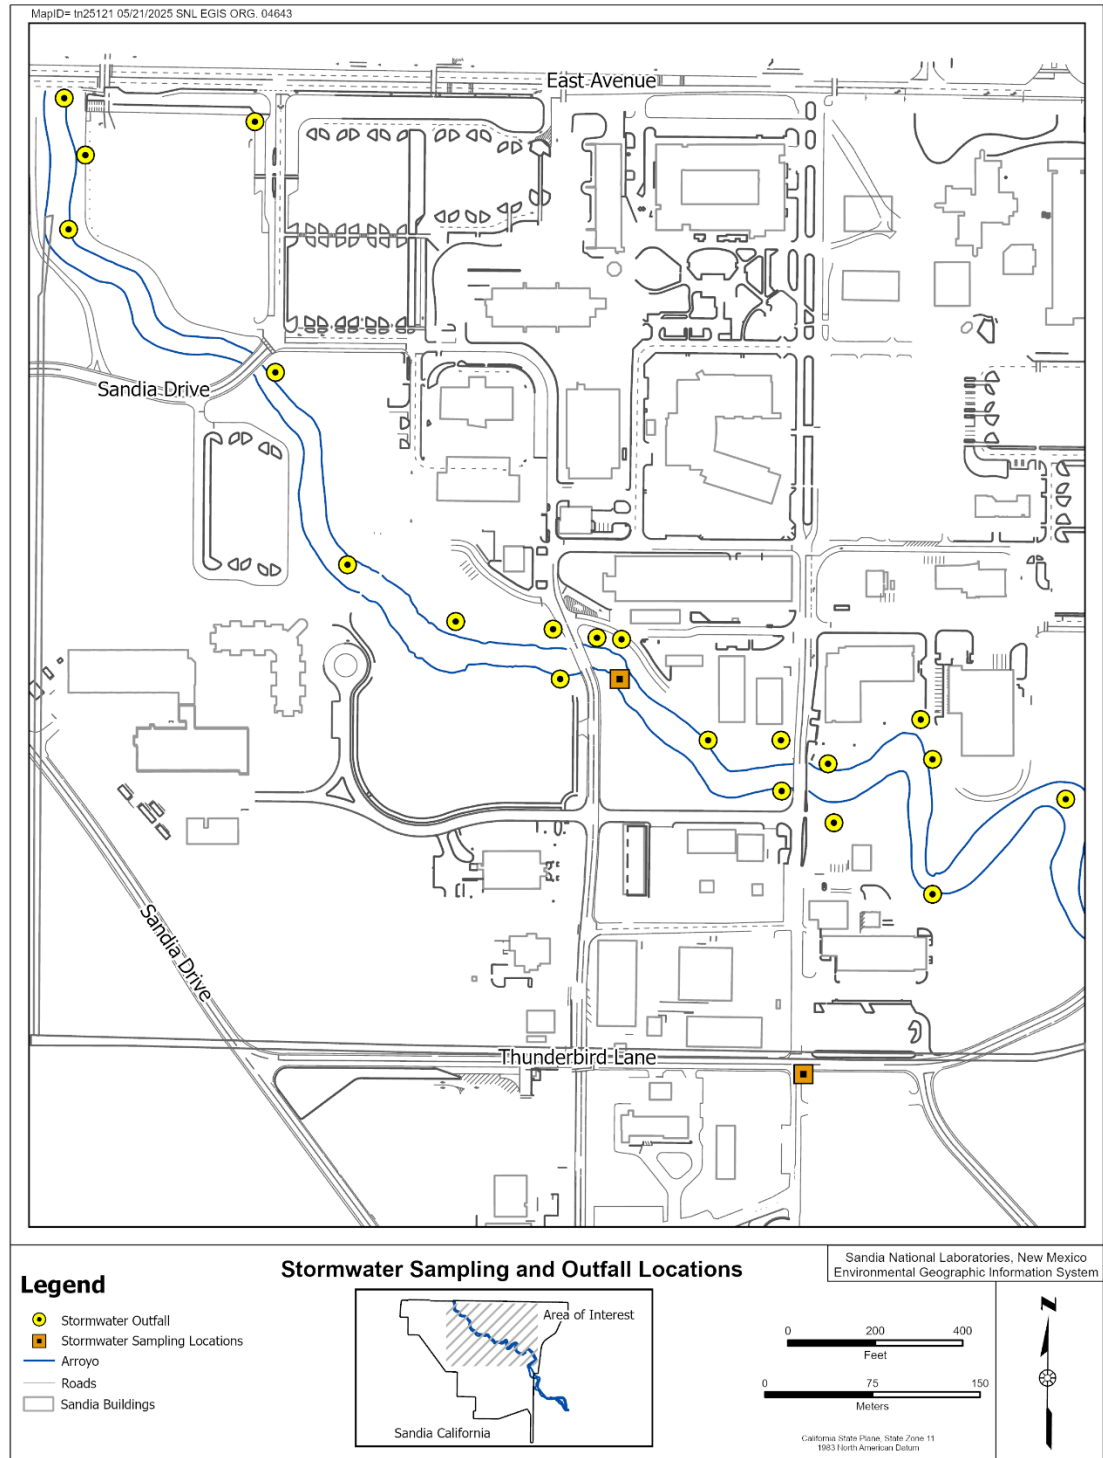 MapID= tn25121 05/21/2025 SNL EGIS ORG. 04643
East Avenue
Sandia Drive
Sandia Drive
Thunderbird Lane
Legend
Stormwater Outfall
Stormwater Sampling Locations
Arroyo
Roads
Sandia Buildings
Stormwater Sampling and Outfall Locations
Area of Interest
Sandia California
Sandia National Laboratories, New Mexico
Environmental Geographic Information System
0 200 400
Feet
0 75 150
Meters
California State Plane, State Zone 11
1983 North American Datum
N